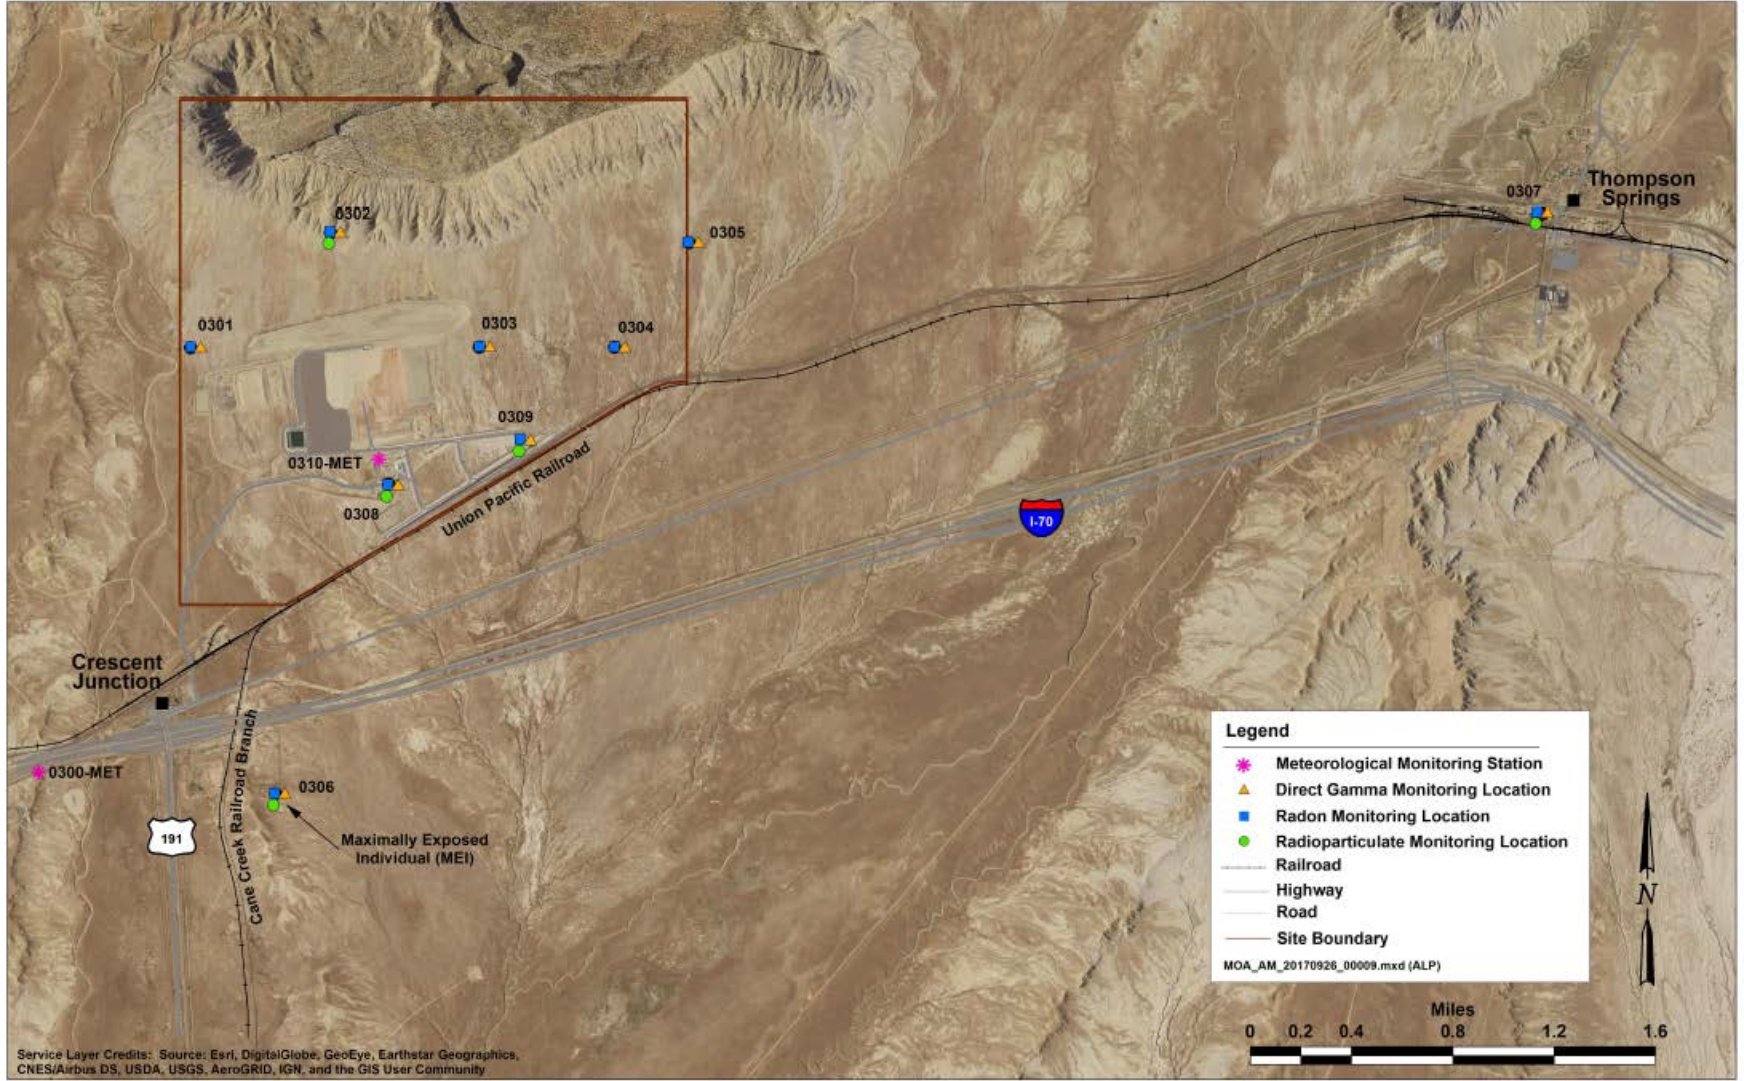 Thompson
Springs
0307
0302
0305
0301
0303
0304
0309
0310-MET
0308
Union Pacific Railroad
I-70
Crescent
Junction
0300-MET
0306
Maximally Exposed
Individual (MEI)
191
Cane Creek Railroad Branch
Legend
Meteorological Monitoring Station
Direct Gamma Monitoring Location
Radon Monitoring Location
Radioparticulate Monitoring Location
Railroad
Highway
Road
Site Boundary
MOA_AM_20170926_00009.mxd (ALP)
N
Miles
0 0.2 0.4 0.8 1.2 1.6
Service Layer Credits: Source: Esri, DigitalGlobe, GeoEye, Earthstar Geographics,
CNES/Airbus DS, USDA, USGS, AeroGRID, IGN, and the GIS User Community